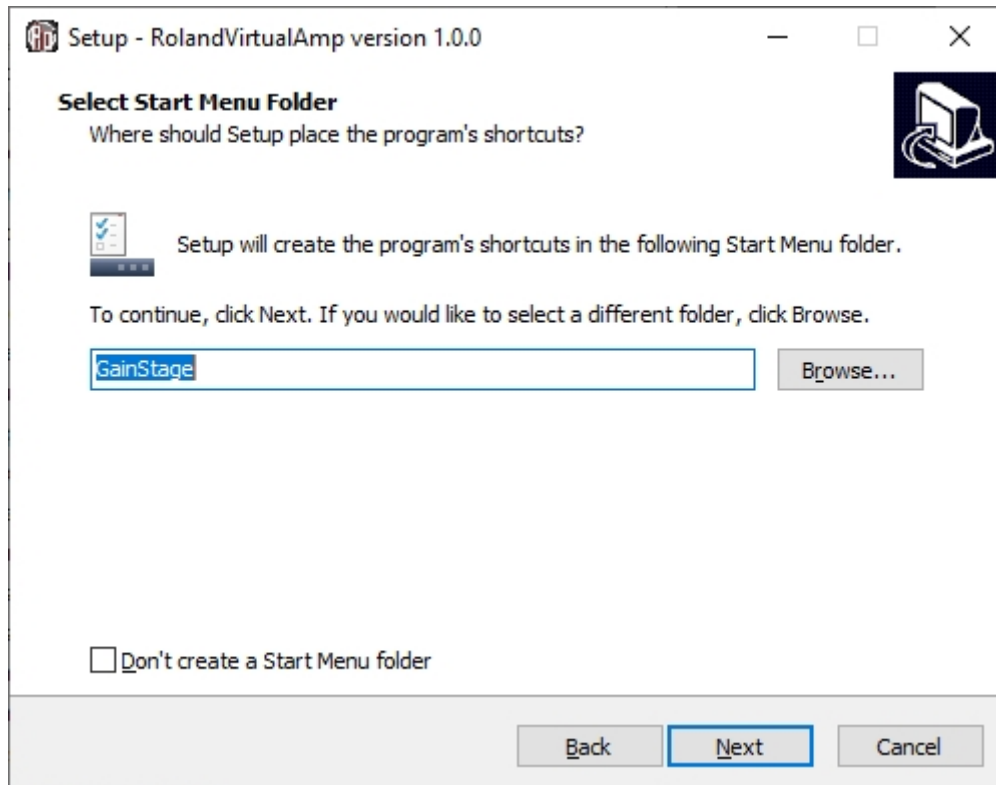 Setup - RolandVirtualAmp version 1.0.0
Select Start Menu Folder
Where should Setup place the program's shortcuts?
Setup will create the program's shortcuts in the following Start Menu folder.
To continue, click Next. If you would like to select a different folder, click Browse.
GainStage
Browse...
Don't create a Start Menu folder
Back
Next
Cancel